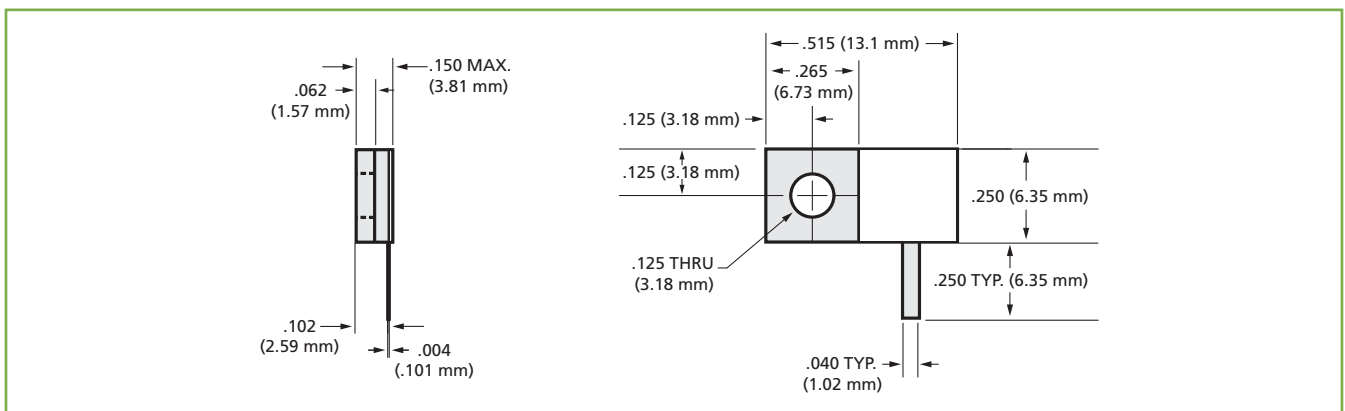 .150 MAX.
(3.81 mm)
.062
(1.57 mm)
.102
(2.59 mm)
.004
(.101 mm)
.515 (13.1 mm)
.265
(6.73 mm)
.125 (3.18 mm)
.125 (3.18 mm)
.125 THRU
(3.18 mm)
.250 (6.35 mm)
.250 TYP. (6.35 mm)
.040 TYP.
(1.02 mm)